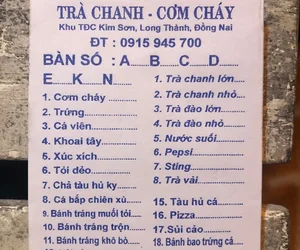 TRÀ CHANH - CƠM CHÁY
Khu TĐC Kim Sơn, Long Thành, Đồng Nai
ĐT : 0915 945 700
BÀN SỐ : A B C D
E K N
1. Cơm cháy
2. Trứng
3. Cá viên
4. Khoai tây
5. Xúc xích
6. Tỏi dẻo
7. Chả tàu hủ ky
8. Cá bắp chiên xù
9. Bánh tráng muối tỏi
10. Bánh tráng trộn
11. Bánh tráng khô bò
1. Trà chanh lớn
2. Trà chanh nhỏ
3. Trà đào lớn
4. Trà đào nhỏ
5. Nước suối
6. Pepsi
7. Sting
8. Trà vải
15. Tàu hủ cá
16. Pizza
17. Sủi cảo
18. Bánh bao trứng cá